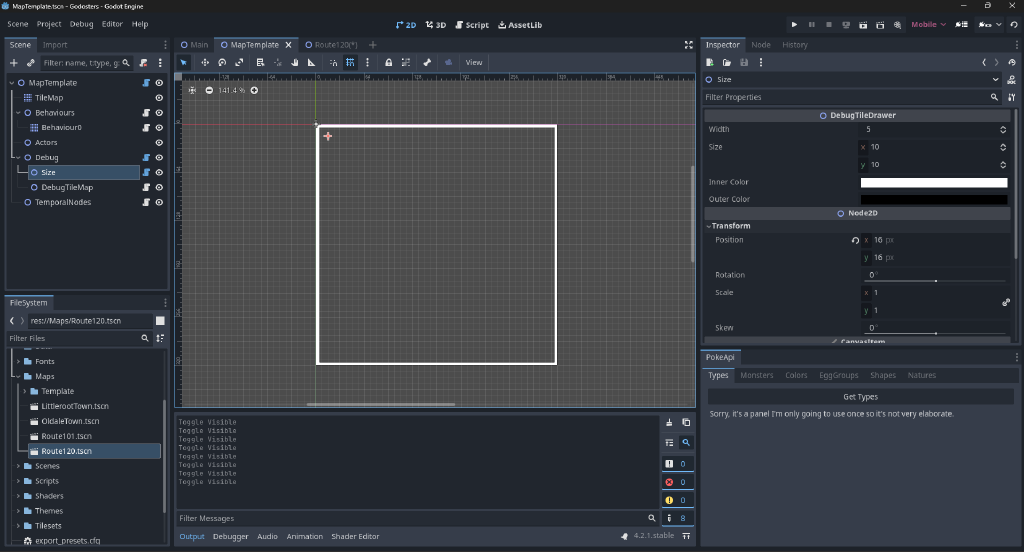 MapTemplate.tscn - Godosters - Godot Engine
Scene Project Debug Editor Help
2D 3D Script AssetLib
Mobile
Scene Import
Filter: name, t:type, g:
MapTemplate
TileMap
Behaviours
Behaviour0
Actors
Debug
Size
DebugTileMap
TemporalNodes
FileSystem
res://Maps/Route120.tscn
Filter Files
Fonts
Maps
Template
LittlerootTown.tscn
OldaleTown.tscn
Route101.tscn
Route120.tscn
Scenes
Scripts
Shaders
Themes
Tilesets
export_presets.cfg
Main MapTemplate Route120(*)
View
141.4 %
Toggle Visible
Toggle Visible
Toggle Visible
Toggle Visible
Toggle Visible
Toggle Visible
Toggle Visible
Toggle Visible
Filter Messages
0
0
0
8
Output Debugger Audio Animation Shader Editor
4.2.1.stable
Inspector Node History
Size
Filter Properties
DebugTileDrawer
Width 5
Size x 10
y 10
Inner Color
Outer Color
Node2D
Transform
Position x 16 px
y 16 px
Rotation 0 °
Scale x 1
y 1
Skew 0 °
CanvasItem
PokeApi
Types Monsters Colors EggGroups Shapes Natures
Get Types
Sorry, it's a panel I'm only going to use once so it's not very elaborate.